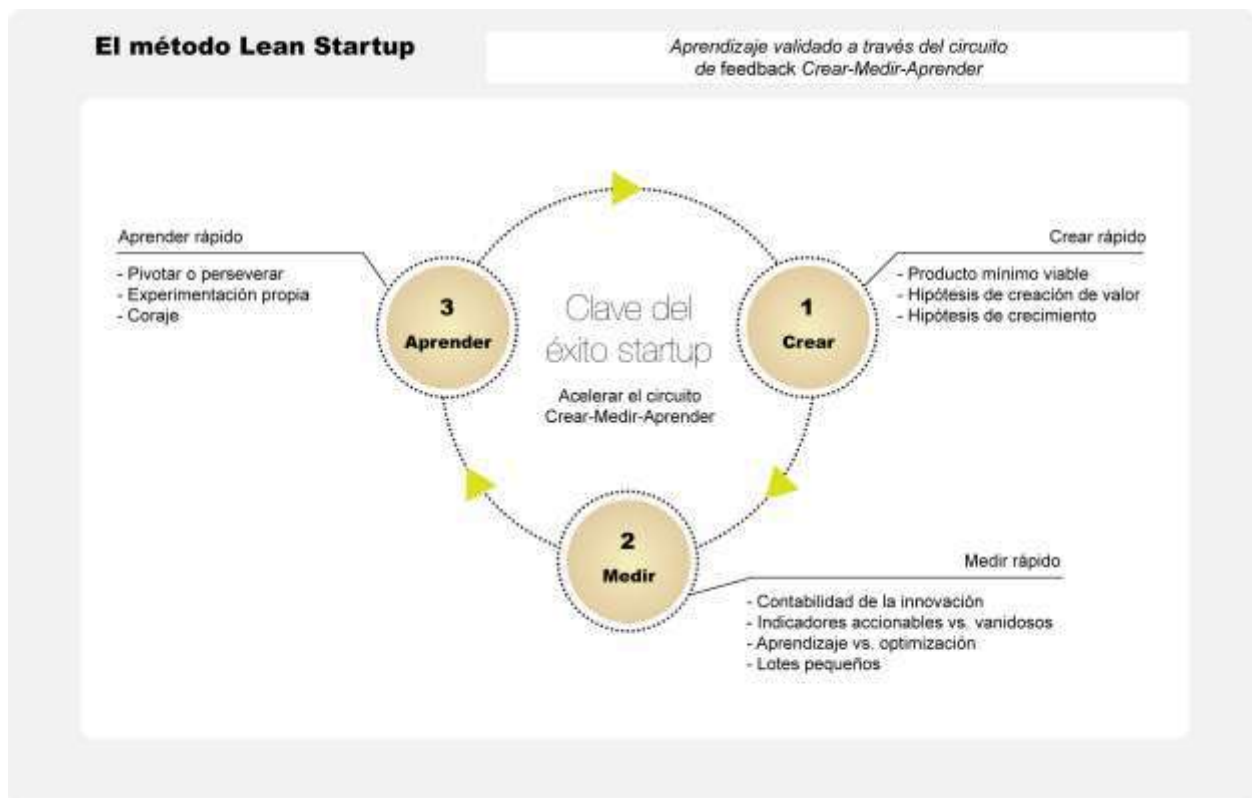 El método Lean Startup
Aprendizaje validado a través del circuito
de feedback Crear-Medir-Aprender
Aprender rápido
- Pivotar o perseverar
- Experimentación propia
- Coraje
Crear rápido
- Producto mínimo viable
- Hipótesis de creación de valor
- Hipótesis de crecimiento
3
Aprender
Clave del
éxito startup
Acelerar el circuito
Crear-Medir-Aprender
1
Crear
2
Medir
Medir rápido
- Contabilidad de la innovación
- Indicadores accionables vs. vanidosos
- Aprendizaje vs. optimización
- Lotes pequeños